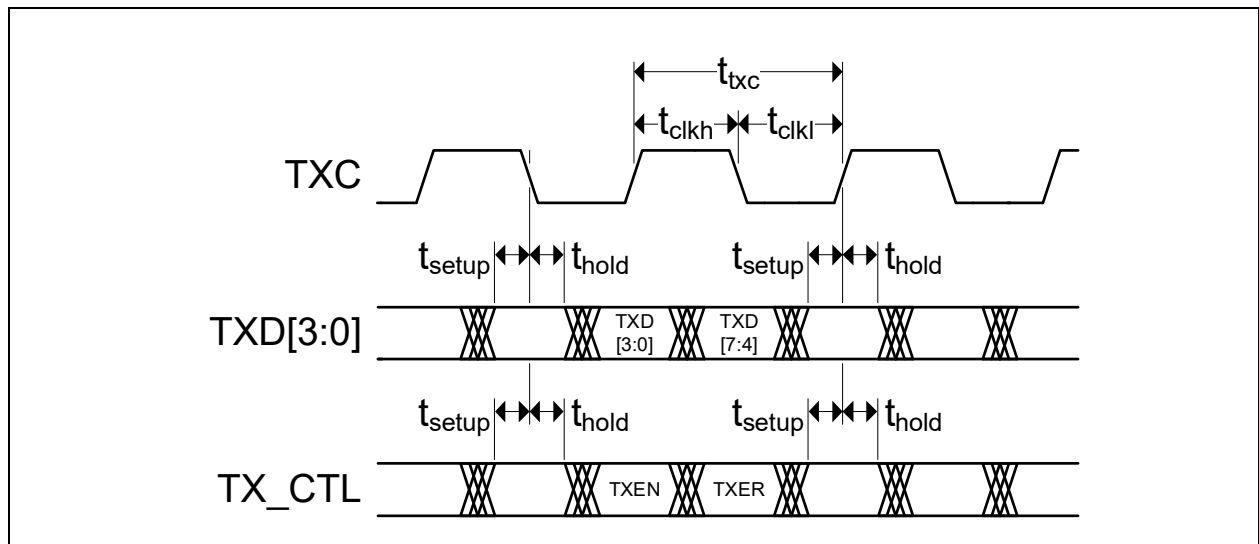 t_txc
t_clkh t_clkl
TXC
t_setup t_hold t_setup t_hold
TXD[3:0] TXD [3:0] TXD [7:4]
t_setup t_hold t_setup t_hold
TX_CTL TXEN TXER